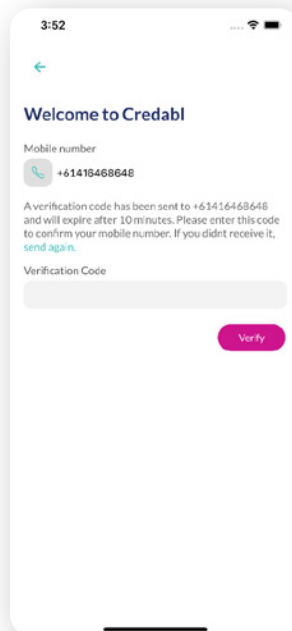 3:52
Welcome to Credabl
Mobile number
+61416468648
A verification code has been sent to +61416468648
and will expire after 10 minutes. Please enter this code
to confirm your mobile number. If you didnt receive it,
send again.
Verification Code
Verify